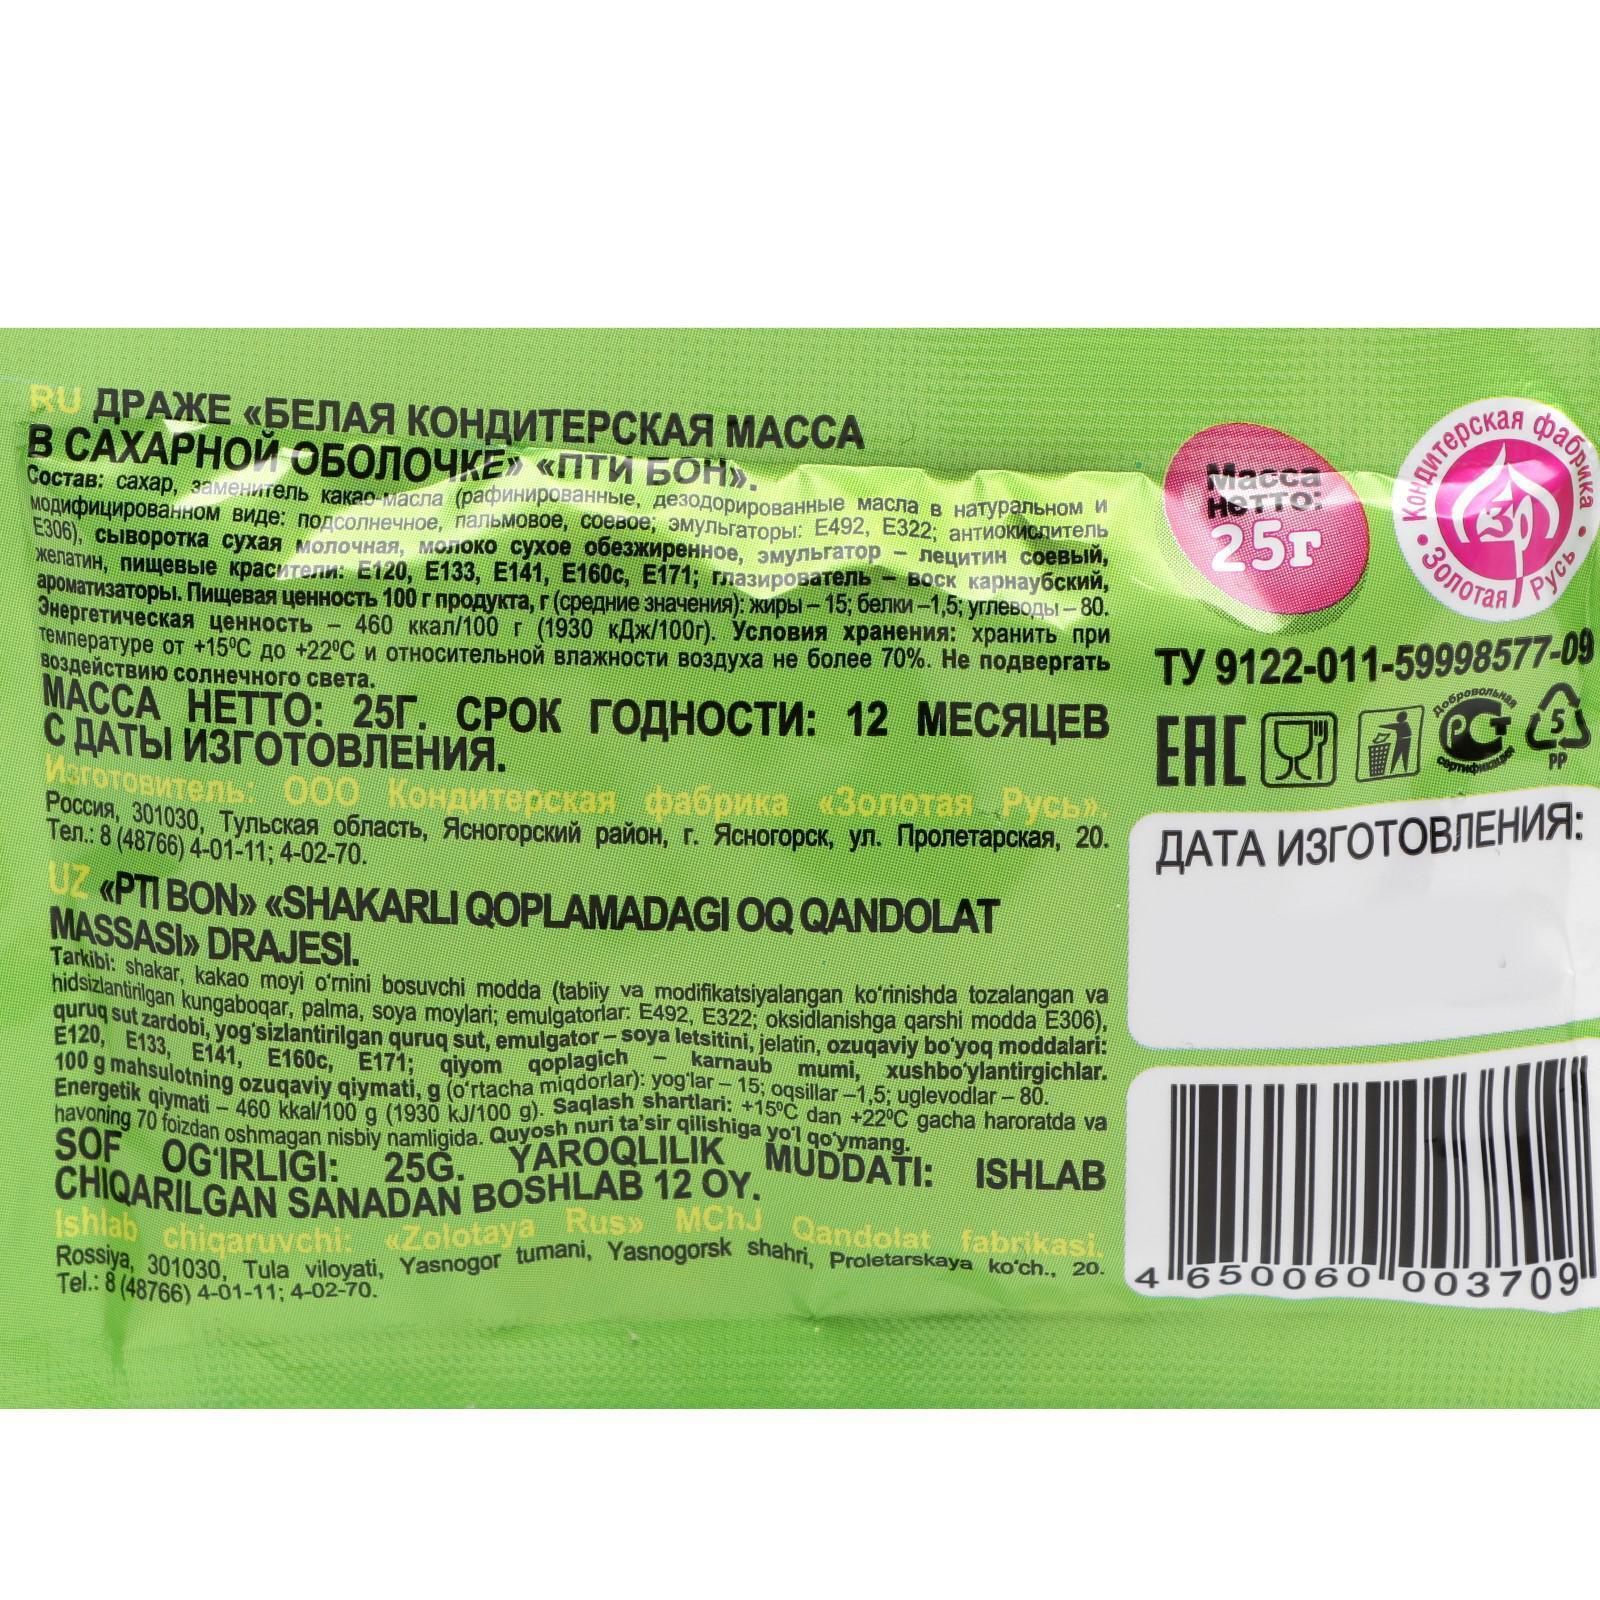 RU ДРАЖЕ «БЕЛАЯ КОНДИТЕРСКАЯ МАССА
В САХАРНОЙ ОБОЛОЧКЕ» «ПТИ БОН».
Состав: сахар, заменитель какао-масла (рафинированные, дезодорированные масла в натуральном и
модифицированном виде: подсолнечное, пальмовое, соевое; эмульгаторы: Е492, Е322; антиокислитель
Е306), сыворотка сухая молочная, молоко сухое обезжиренное, эмульгатор – лецитин соевый,
желатин, пищевые красители: Е120, Е133, Е141, Е160с, Е171; глазирователь – воск карнаубский,
ароматизаторы. Пищевая ценность 100 г продукта, г (средние значения): жиры – 15; белки –1,5; углеводы – 80.
Энергетическая ценность – 460 ккал/100 г (1930 кДж/100г). Условия хранения: хранить при
температуре от +15⁰С до +22⁰С и относительной влажности воздуха не более 70%. Не подвергать
воздействию солнечного света.
МАССА НЕТТО: 25Г. СРОК ГОДНОСТИ: 12 МЕСЯЦЕВ
С ДАТЫ ИЗГОТОВЛЕНИЯ.
Изготовитель: ООО Кондитерская фабрика «Золотая Русь».
Россия, 301030, Тульская область, Ясногорский район, г. Ясногорск, ул. Пролетарская, 20.
Тел.: 8 (48766) 4-01-11; 4-02-70.
UZ «PTI BON» «SHAKARLI QOPLAMADAGI OQ QANDOLAT
MASSASI» DRAJESI.
Tarkibi: shakar, kakao moyi o‘rnini bosuvchi modda (tabiiy va modifikatsiyalangan ko‘rinishda tozalangan va
hidsizlantirilgan kungaboqar, palma, soya moylari; emulgatorlar: E492, E322; oksidlanishga qarshi modda E306),
quruq sut zardobi, yog‘sizlantirilgan quruq sut, emulgator – soya letsitini, jelatin, ozuqaviy bo‘yoq moddalari:
E120, E133, E141, E160c, E171; qiyom qoplagich – karnaub mumi, xushbo‘ylantirgichlar.
100 g mahsulotning ozuqaviy qiymati, g (o‘rtacha miqdorlar): yog‘lar – 15; oqsillar –1,5; uglevodlar – 80.
Energetik qiymati – 460 kkal/100 g (1930 kJ/100 g). Saqlash shartlari: +15⁰C dan +22⁰C gacha haroratda va
havoning 70 foizdan oshmagan nisbiy namligida. Quyosh nuri ta’sir qilishiga yo‘l qo‘ymang.
SOF OG‘IRLIGI: 25G. YAROQLILIK MUDDATI: ISHLAB
CHIQARILGAN SANADAN BOSHLAB 12 OY.
Ishlab chiqaruvchi: «Zolotaya Rus» MChJ Qandolat fabrikasi.
Rossiya, 301030, Tula viloyati, Yasnogor tumani, Yasnogorsk shahri, Proletarskaya ko‘ch., 20.
Tel.: 8 (48766) 4-01-11; 4-02-70.
Масса
нетто:
25г
Кондитерская фабрика
ЗР
• Золотая Русь •
ТУ 9122-011-59998577-09
ЕАС
Добровольная
РСТ
сертификация
5
PP
ДАТА ИЗГОТОВЛЕНИЯ:
4 650060 003709